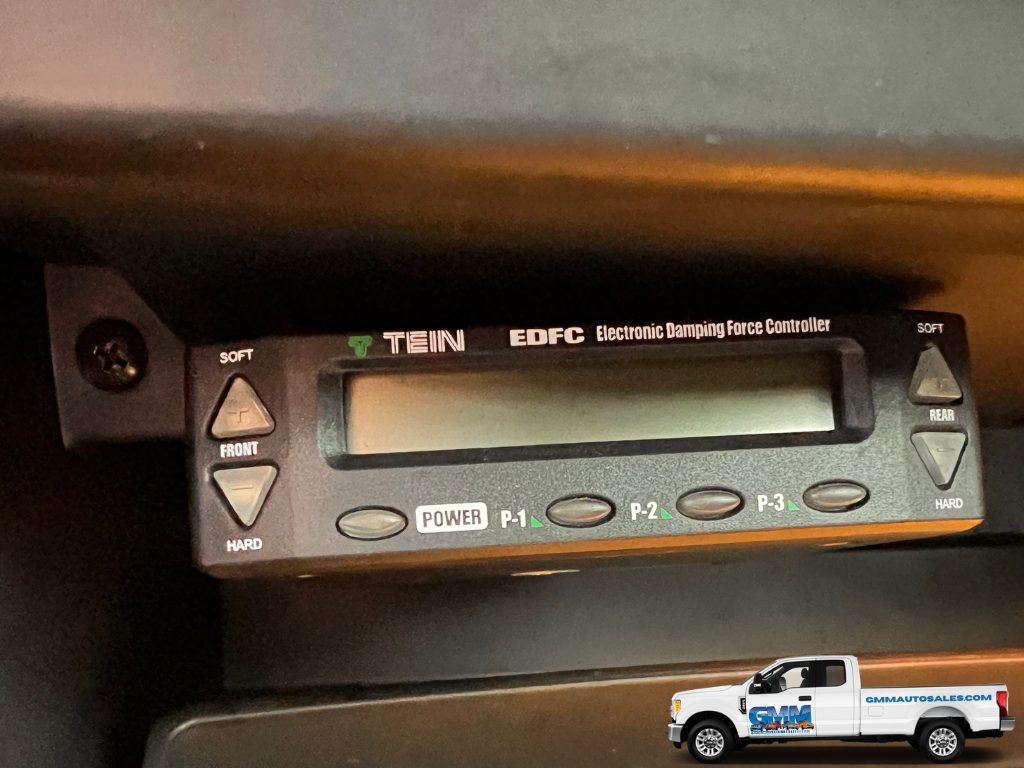 TEIN EDFC Electronic Damping Force Controller
SOFT
+
FRONT
-
HARD
SOFT
+
REAR
-
HARD
POWER P-1 P-2 P-3
GMM
GMMAUTOSALES.COM